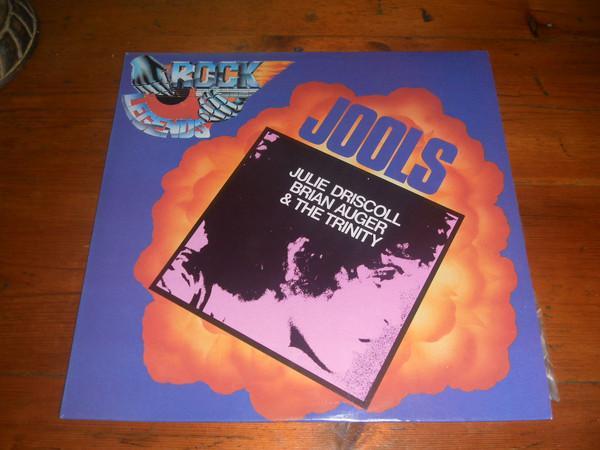 ROCK
LEGENDS
JOOLS
JULIE DRISCOLL
BRIAN AUGER
& THE TRINITY